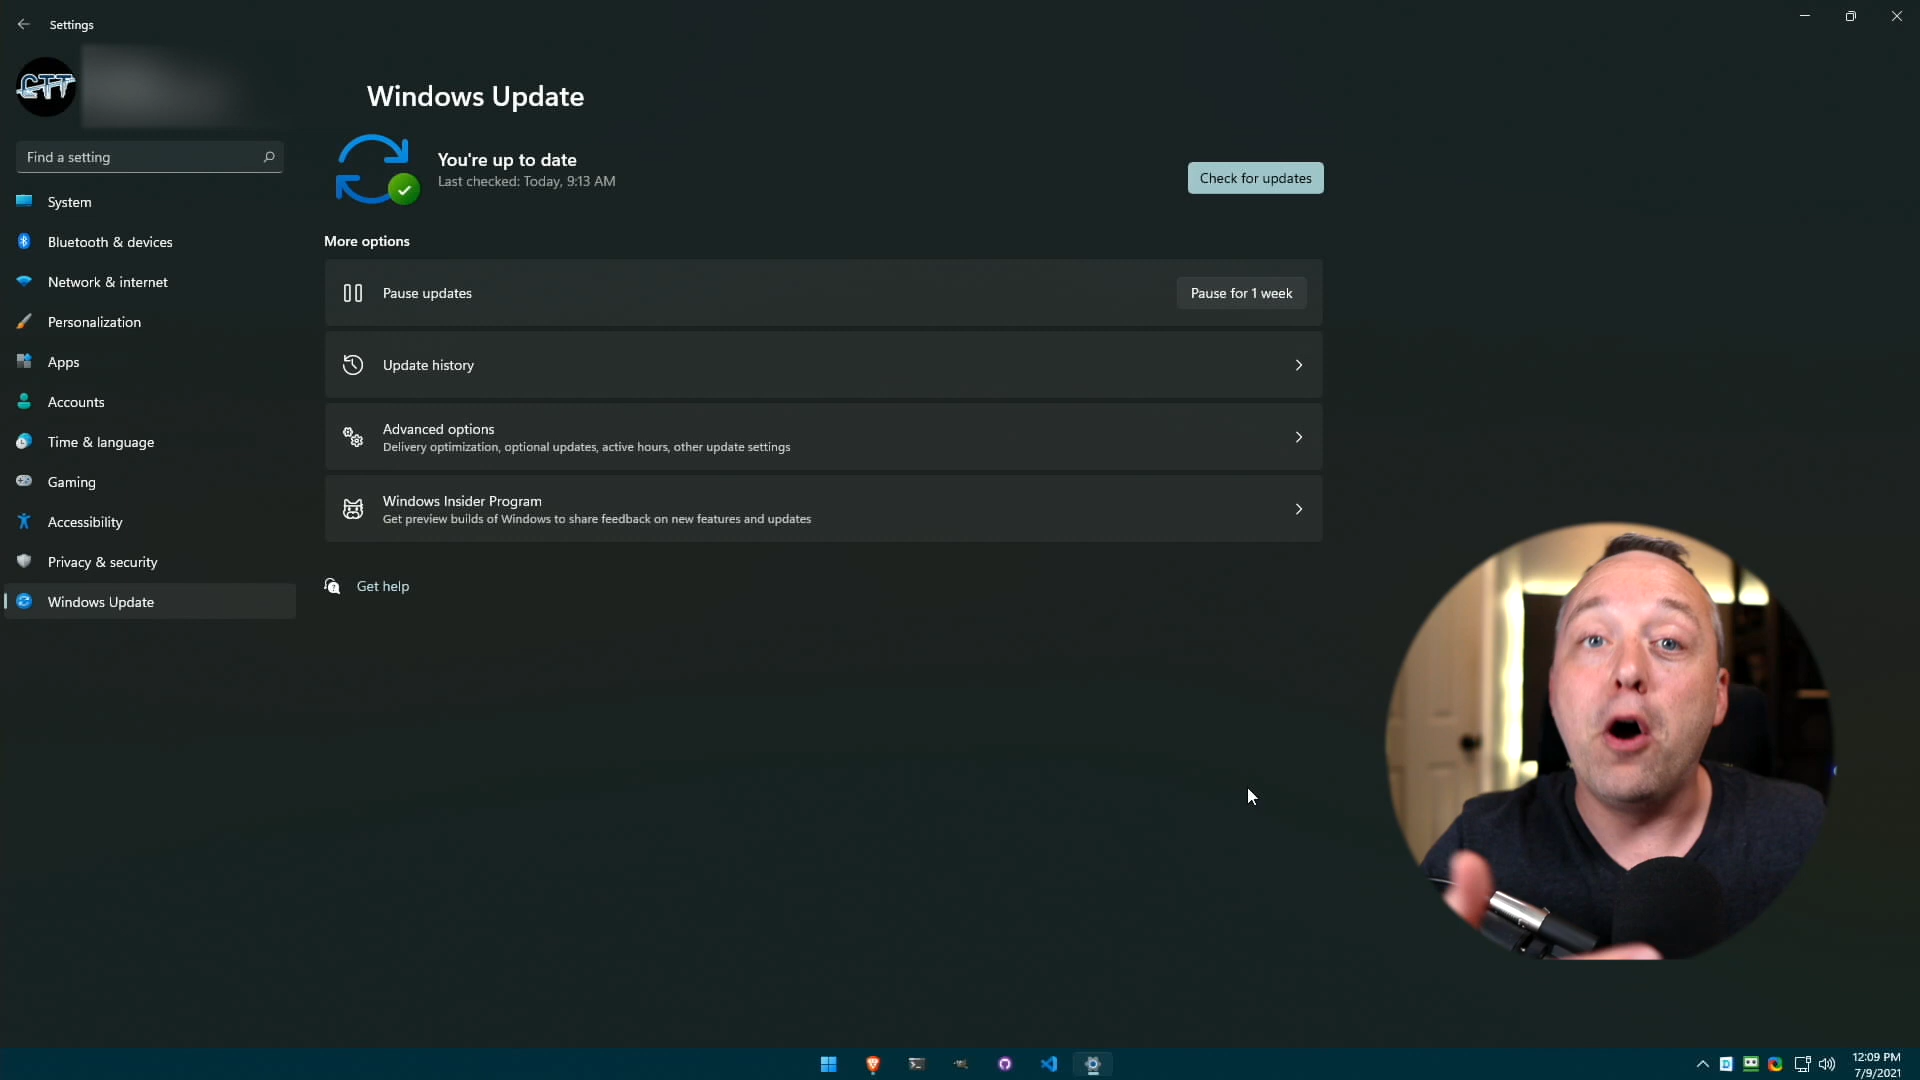 Settings
CTT
Windows Update
You're up to date
Last checked: Today, 9:13 AM
Check for updates
Find a setting
System
Bluetooth & devices
Network & internet
Personalization
Apps
Accounts
Time & language
Gaming
Accessibility
Privacy & security
Windows Update
More options
Pause updates
Pause for 1 week
Update history
Advanced options
Delivery optimization, optional updates, active hours, other update settings
Windows Insider Program
Get preview builds of Windows to share feedback on new features and updates
Get help
D
12:09 PM
7/9/2021